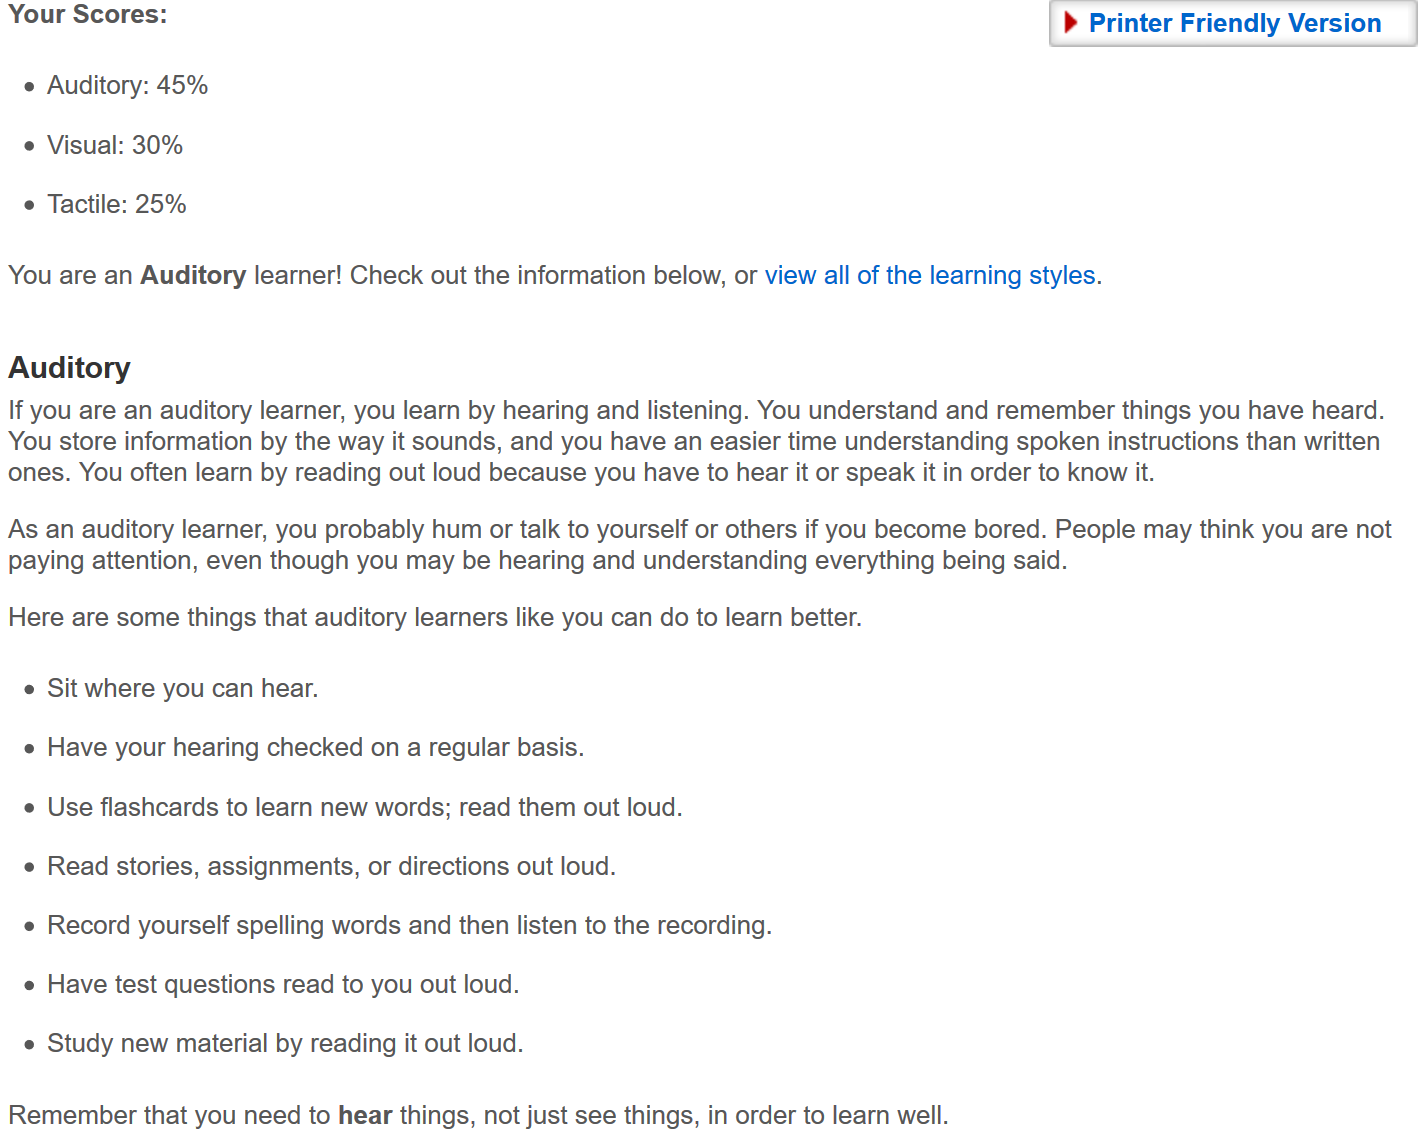 Your Scores:
Printer Friendly Version
Auditory: 45%
Visual: 30%
Tactile: 25%
You are an Auditory learner! Check out the information below, or view all of the learning styles.
Auditory
If you are an auditory learner, you learn by hearing and listening. You understand and remember things you have heard.
You store information by the way it sounds, and you have an easier time understanding spoken instructions than written
ones. You often learn by reading out loud because you have to hear it or speak it in order to know it.
As an auditory learner, you probably hum or talk to yourself or others if you become bored. People may think you are not
paying attention, even though you may be hearing and understanding everything being said.
Here are some things that auditory learners like you can do to learn better.
Sit where you can hear.
Have your hearing checked on a regular basis.
Use flashcards to learn new words; read them out loud.
Read stories, assignments, or directions out loud.
Record yourself spelling words and then listen to the recording.
Have test questions read to you out loud.
Study new material by reading it out loud.
Remember that you need to hear things, not just see things, in order to learn well.